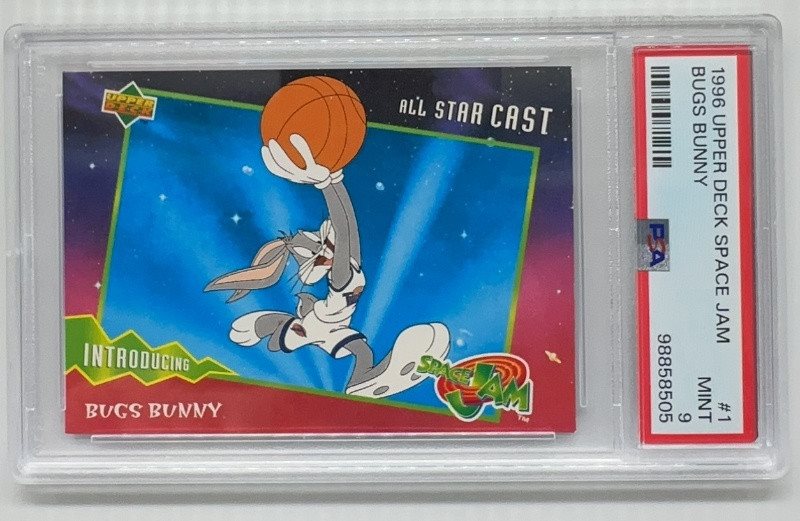 UPPER
DECK
ALL STAR CAST
INTRODUCING
BUGS BUNNY
SPACE
JAM
TM
1996 UPPER DECK SPACE JAM
BUGS BUNNY
#1
MINT
9
PSA
98858505